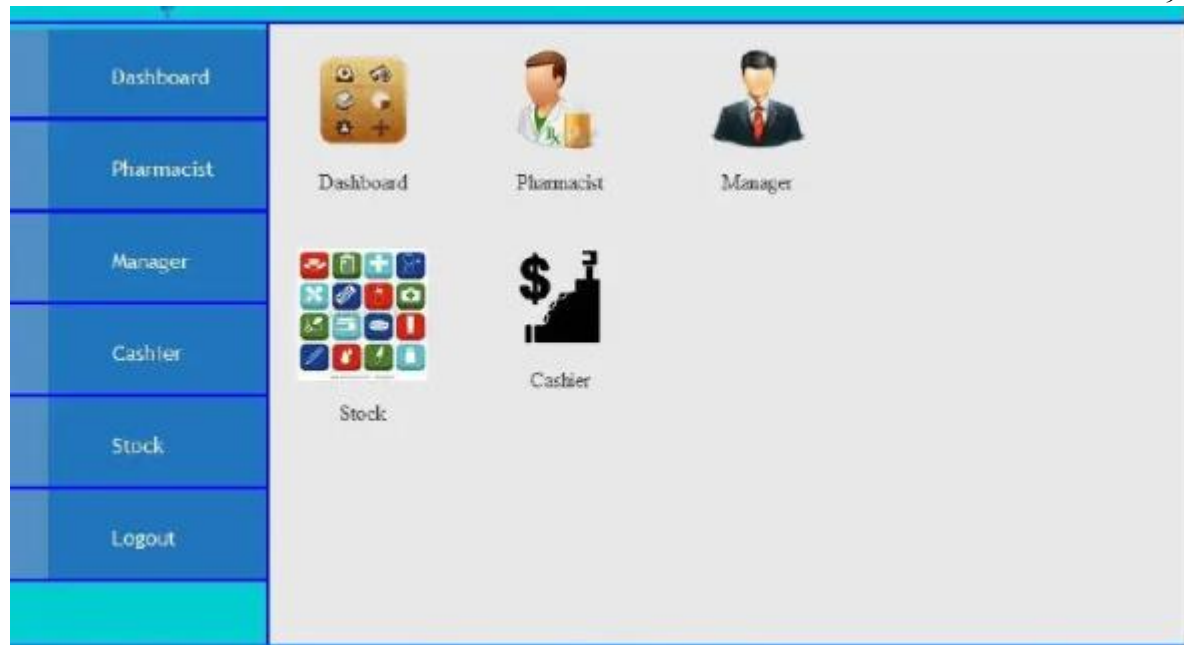 Dashboard
Pharmacist
Manager
Cashier
Stock
Logout
Dashboard
Pharmacist
Manager
Stock
Cashier